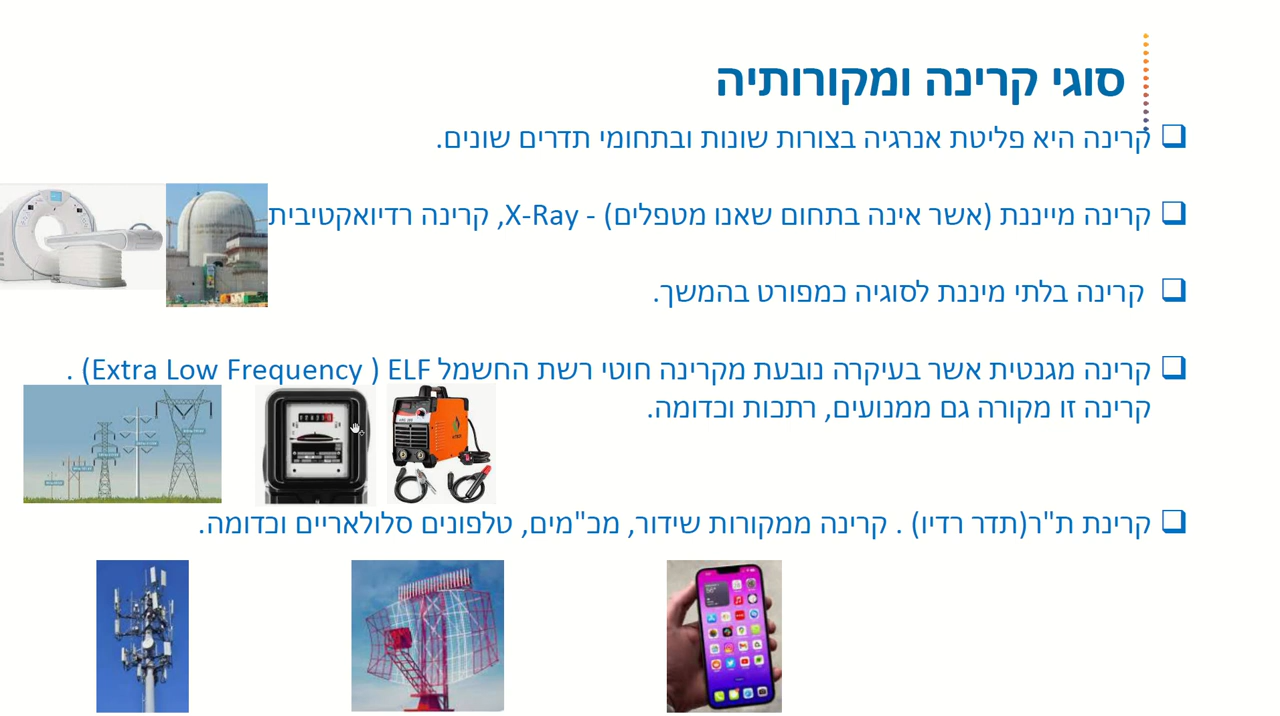 סוגי קרינה ומקורותיה
קרינה היא פליטת אנרגיה בצורות שונות ובתחומי תדרים שונים.
קרינה מייננת (אשר אינה בתחום שאנו מטפלים) - X-Ray, קרינה רדיואקטיבית
קרינה בלתי מיננת לסוגיה כמפורט בהמשך.
קרינה מגנטית אשר בעיקרה נובעת מקרינה חוטי רשת החשמל ELF ( Extra Low Frequency) .
קרינה זו מקורה גם ממנועים, רתכות וכדומה.
קרינת ת"ר(תדר רדיו) . קרינה ממקורות שידור, מכ"מים, טלפונים סלולאריים וכדומה.